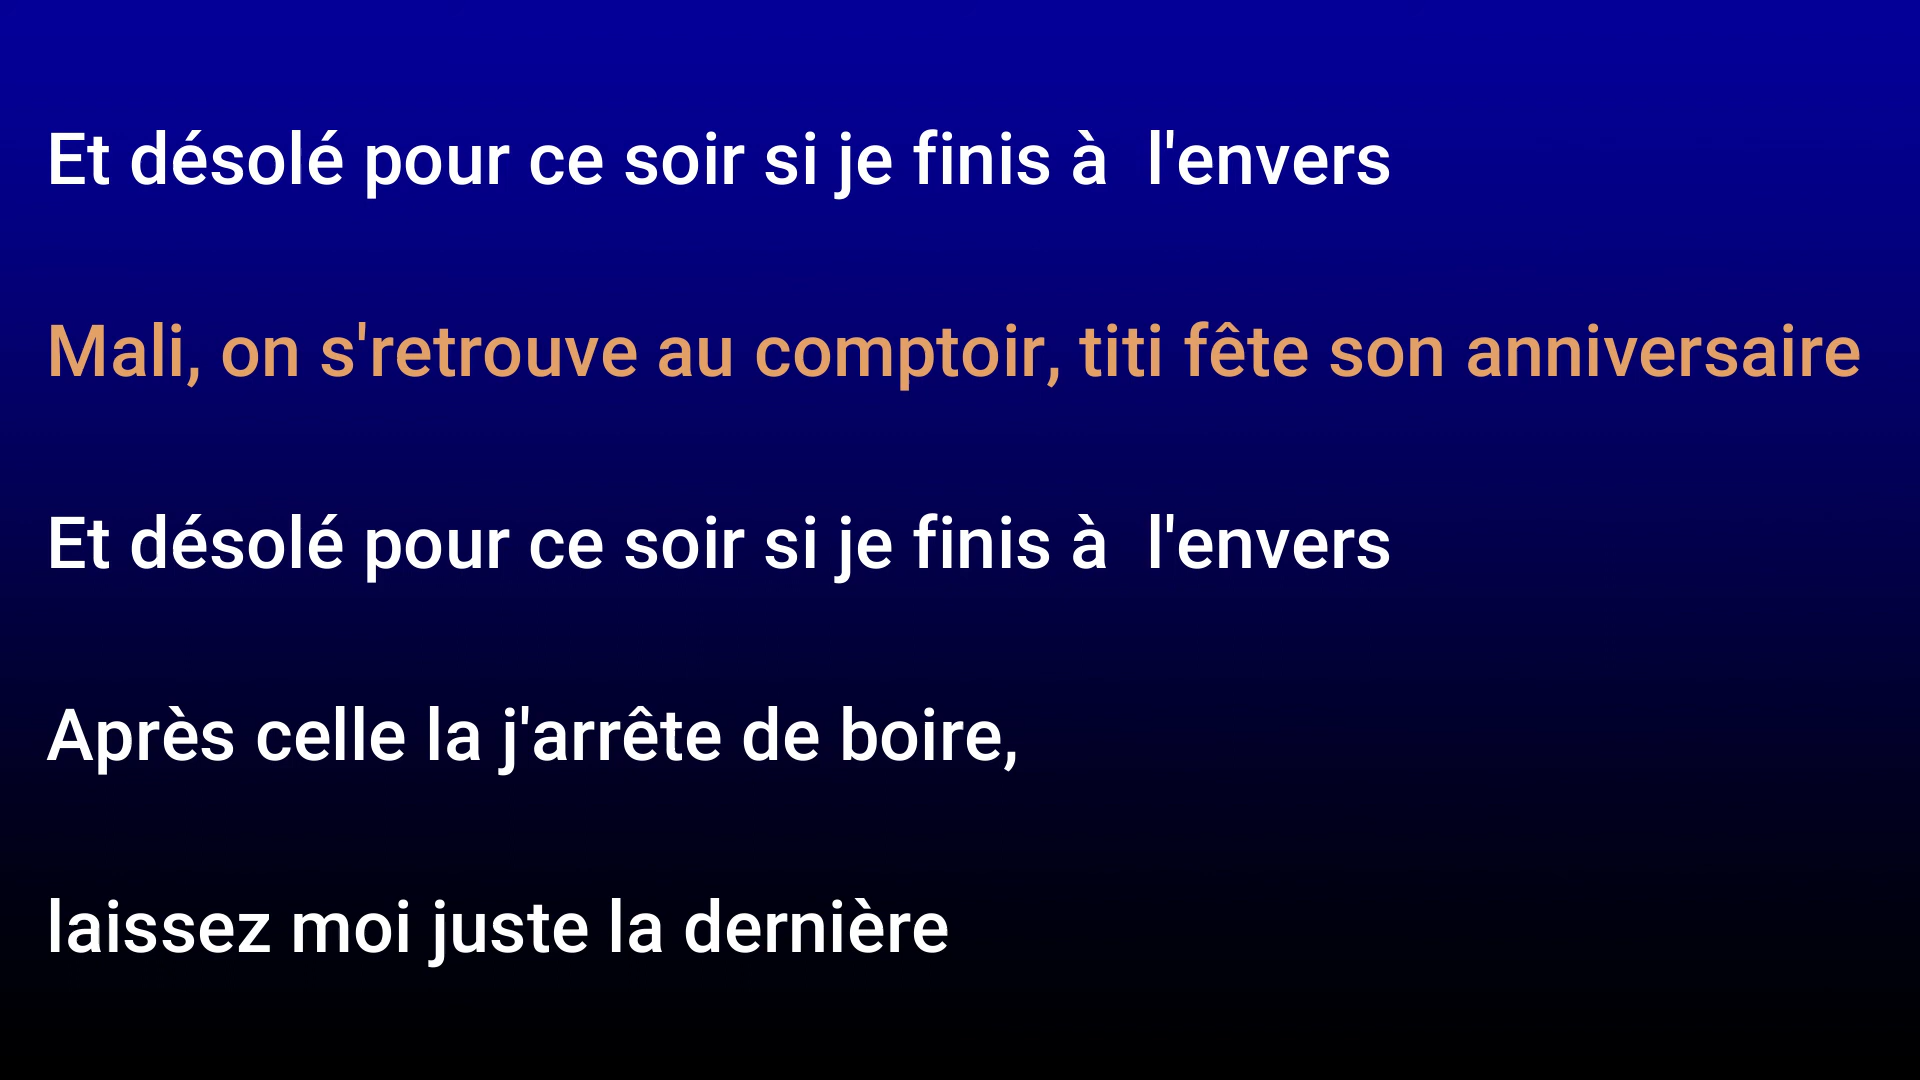 Et désolé pour ce soir si je finis à  l'envers
Mali, on s'retrouve au comptoir, titi fête son anniversaire
Et désolé pour ce soir si je finis à  l'envers
Après celle la j'arrête de boire,
laissez moi juste la dernière